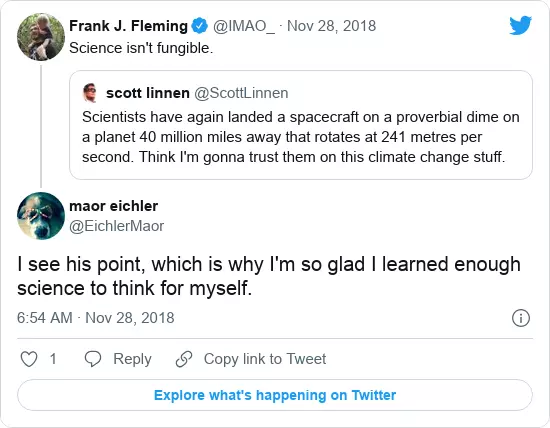 Frank J. Fleming @IMAO_ · Nov 28, 2018
Science isn't fungible.
scott linnen @ScottLinnen
Scientists have again landed a spacecraft on a proverbial dime on
a planet 40 million miles away that rotates at 241 metres per
second. Think I'm gonna trust them on this climate change stuff.
maor eichler
@EichlerMaor
I see his point, which is why I'm so glad I learned enough
science to think for myself.
6:54 AM · Nov 28, 2018
1 Reply Copy link to Tweet
Explore what's happening on Twitter